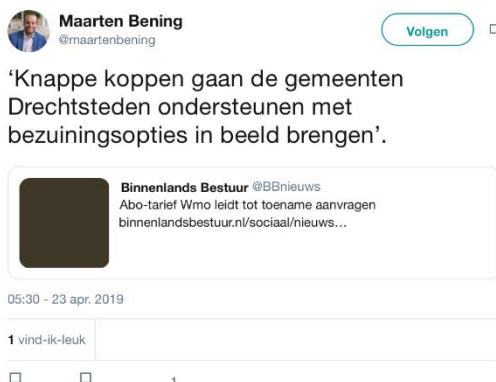 Maarten Bening
@maartenbening
Volgen
‘Knappe koppen gaan de gemeenten
Drechtsteden ondersteunen met
bezuiningsopties in beeld brengen’.
Binnenlands Bestuur @BBnieuws
Abo-tarief Wmo leidt tot toename aanvragen
binnenlandsbestuur.nl/sociaal/nieuws…
05:30 - 23 apr. 2019
1 vind-ik-leuk
1